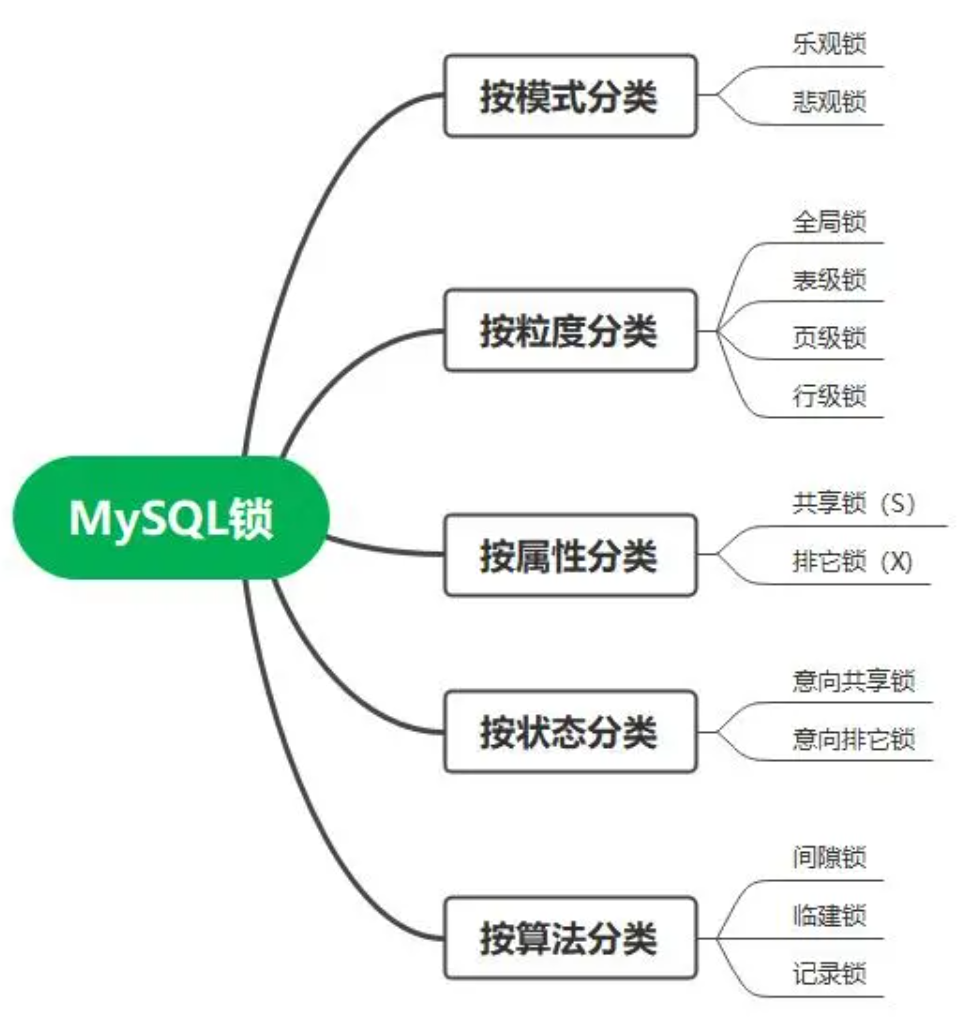 MySQL锁
按模式分类
乐观锁
悲观锁
按粒度分类
全局锁
表级锁
页级锁
行级锁
按属性分类
共享锁（S）
排它锁（X)
按状态分类
意向共享锁
意向排它锁
按算法分类
间隙锁
临建锁
记录锁